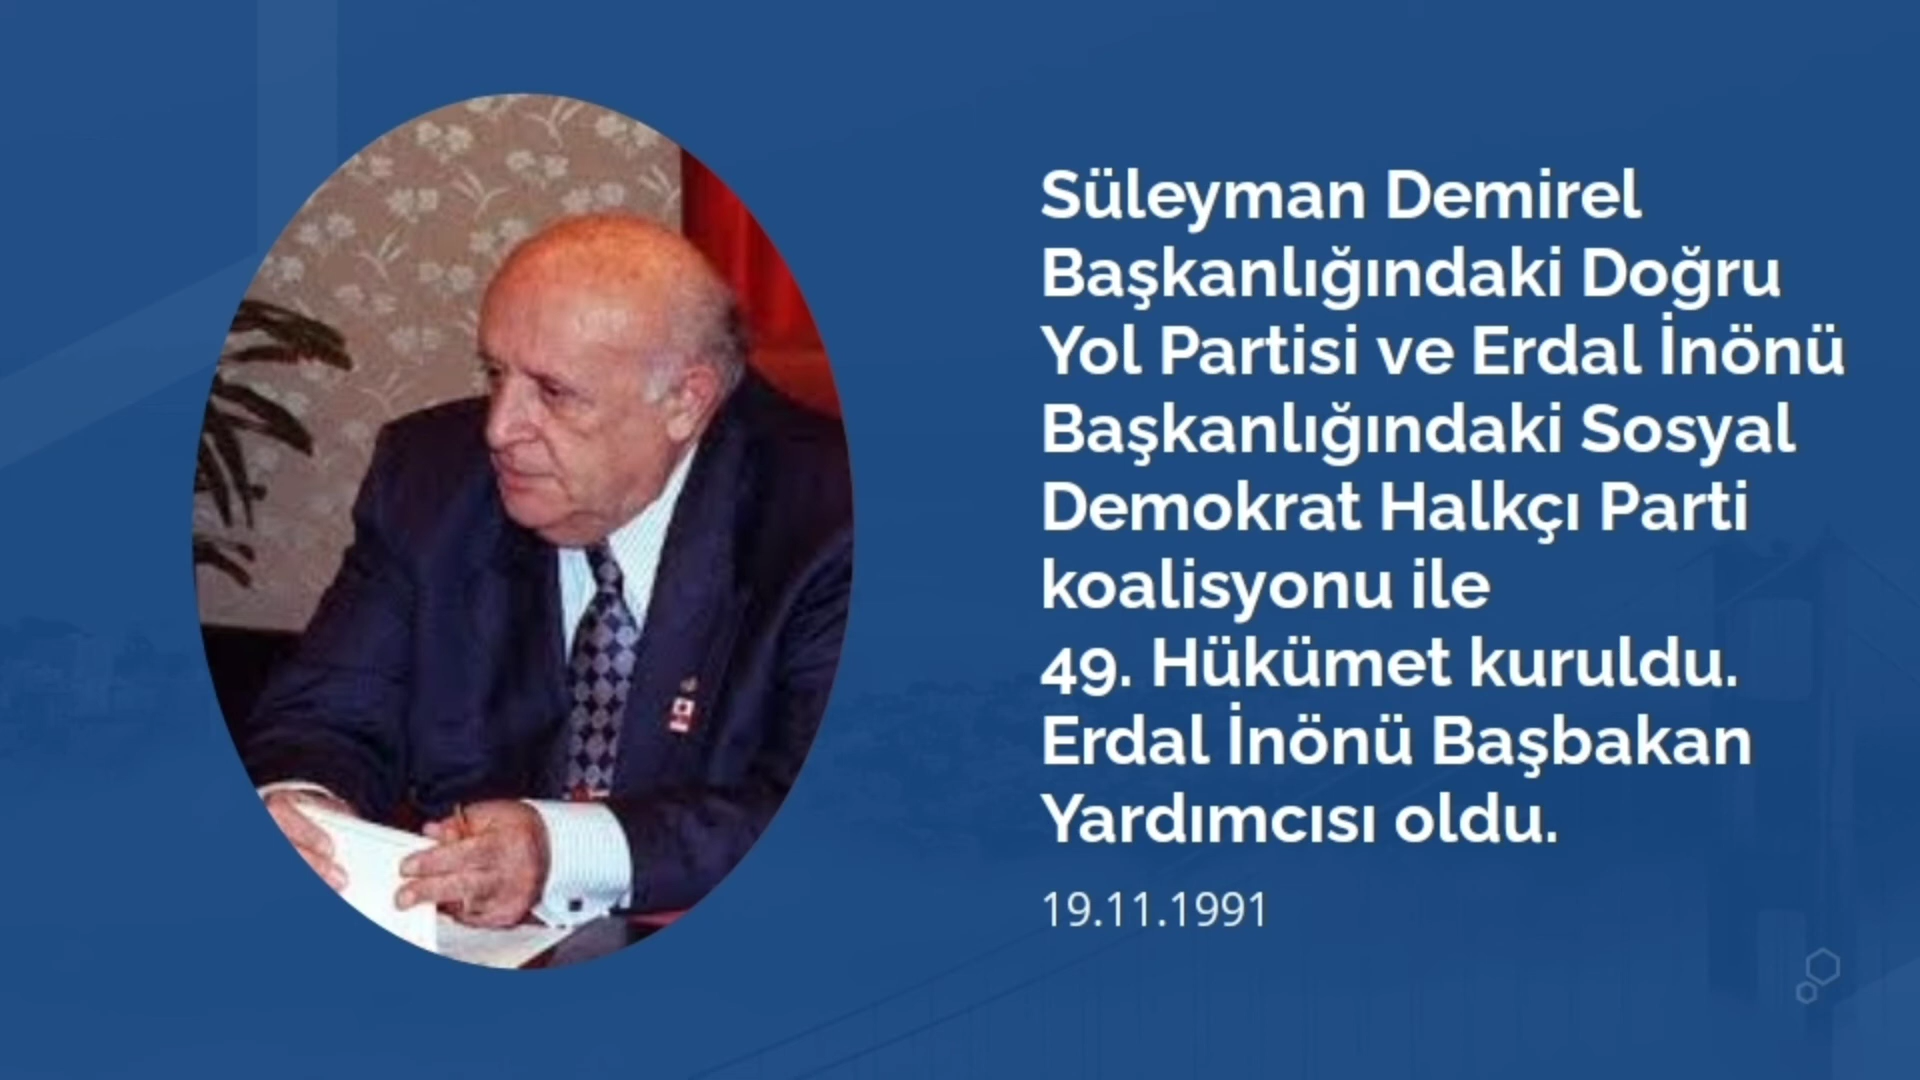 Süleyman Demirel
Başkanlığındaki Doğru
Yol Partisi ve Erdal İnönü
Başkanlığındaki Sosyal
Demokrat Halkçı Parti
koalisyonu ile
49. Hükümet kuruldu.
Erdal İnönü Başbakan
Yardımcısı oldu.
19.11.1991